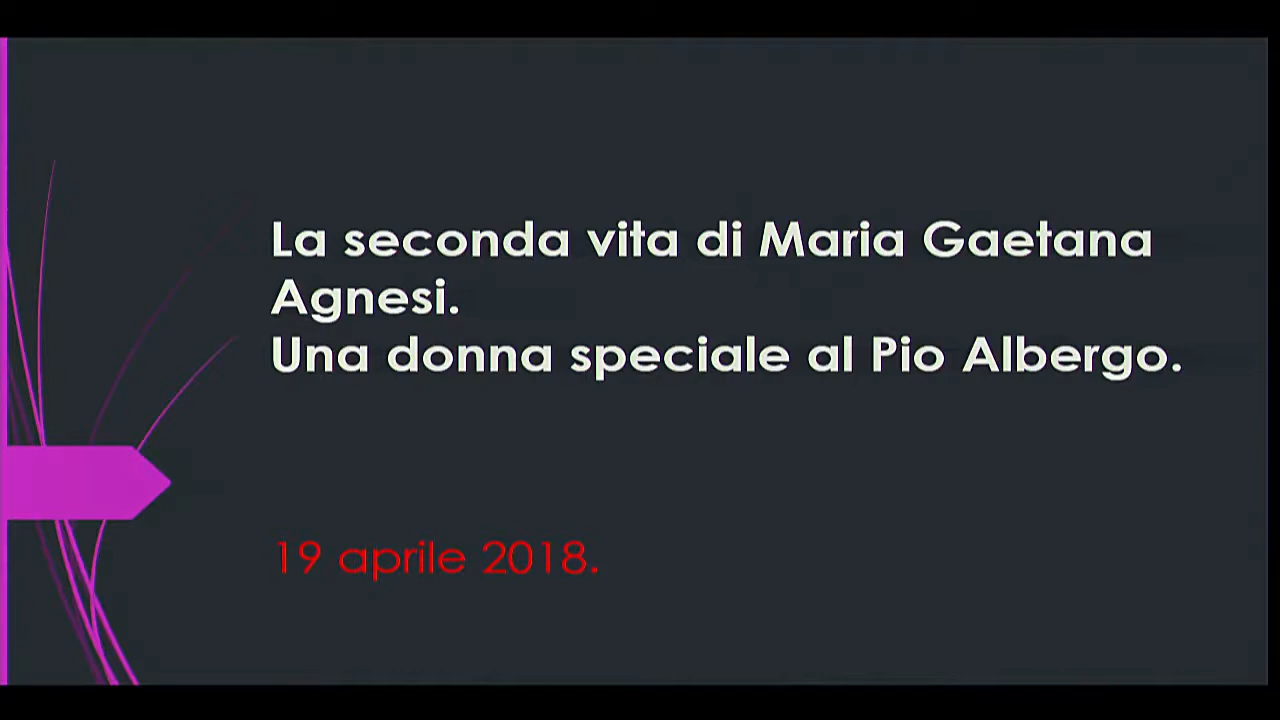 La seconda vita di Maria Gaetana
Agnesi.
Una donna speciale al Pio Albergo.
19 aprile 2018.